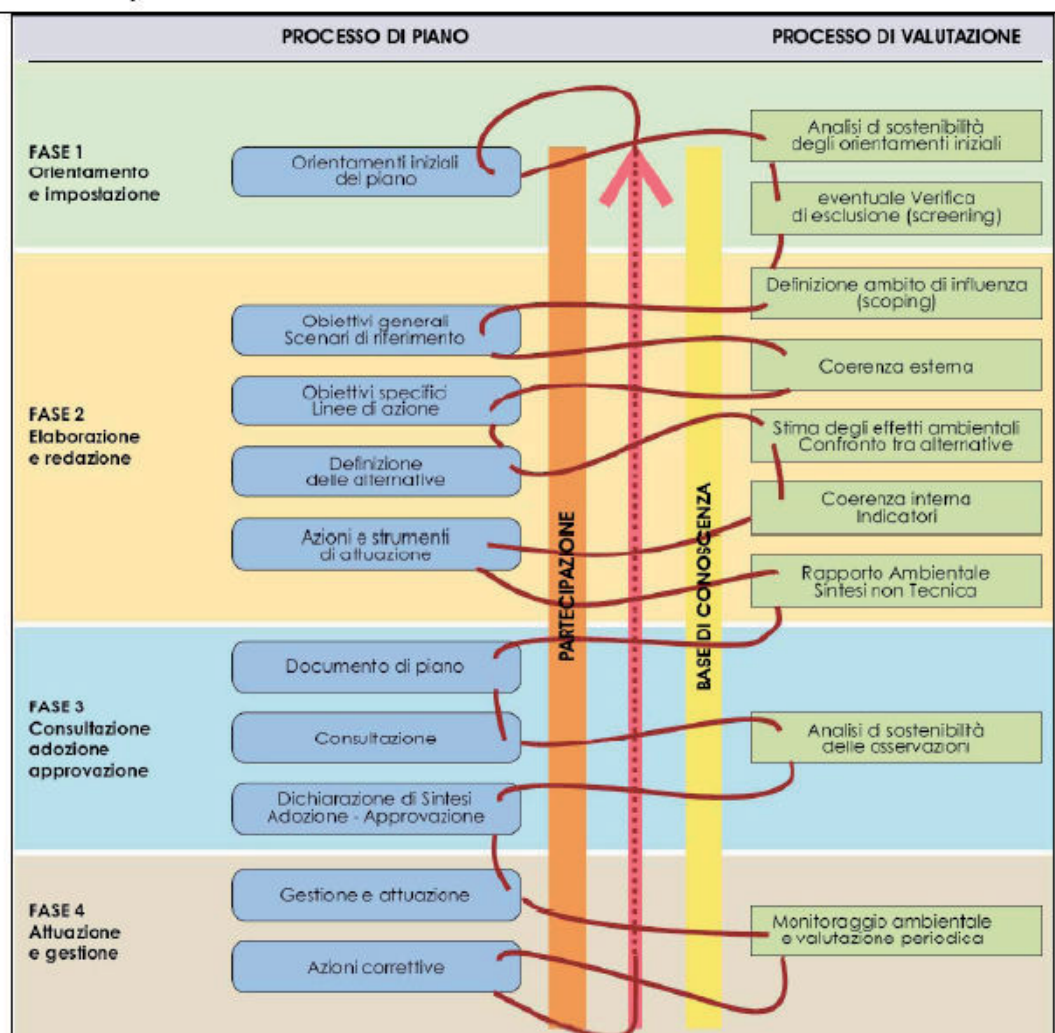 PROCESSO DI PIANO
PROCESSO DI VALUTAZIONE
FASE 1
Orientamento
e impostazione
Orientamenti iniziali
del piano
Analisi d sostenibilità
degli orientamenti iniziali
eventuale Verifica
di esclusione (screening)
FASE 2
Elaborazione
e redazione
Obiettivi generali
Scenari di riferimento
Obiettivi specifici
Linee di azione
Definizione
delle alternative
Azioni e strumenti
di attuazione
Definizione ambito di influenza
(scoping)
Coerenza esterna
Stima degli effetti ambientali
Confronto tra alternative
Coerenza interna
Indicatori
Rapporto Ambientale
Sintesi non Tecnica
PARTECIPAZIONE
BASE DI CONOSCENZA
FASE 3
Consultazione
adozione
approvazione
Documento di piano
Consultazione
Dichiarazione di Sintesi
Adozione - Approvazione
Analisi d sostenibilità
delle osservazioni
FASE 4
Attuazione
e gestione
Gestione e attuazione
Azioni correttive
Monitoraggio ambientale
e valutazione periodica